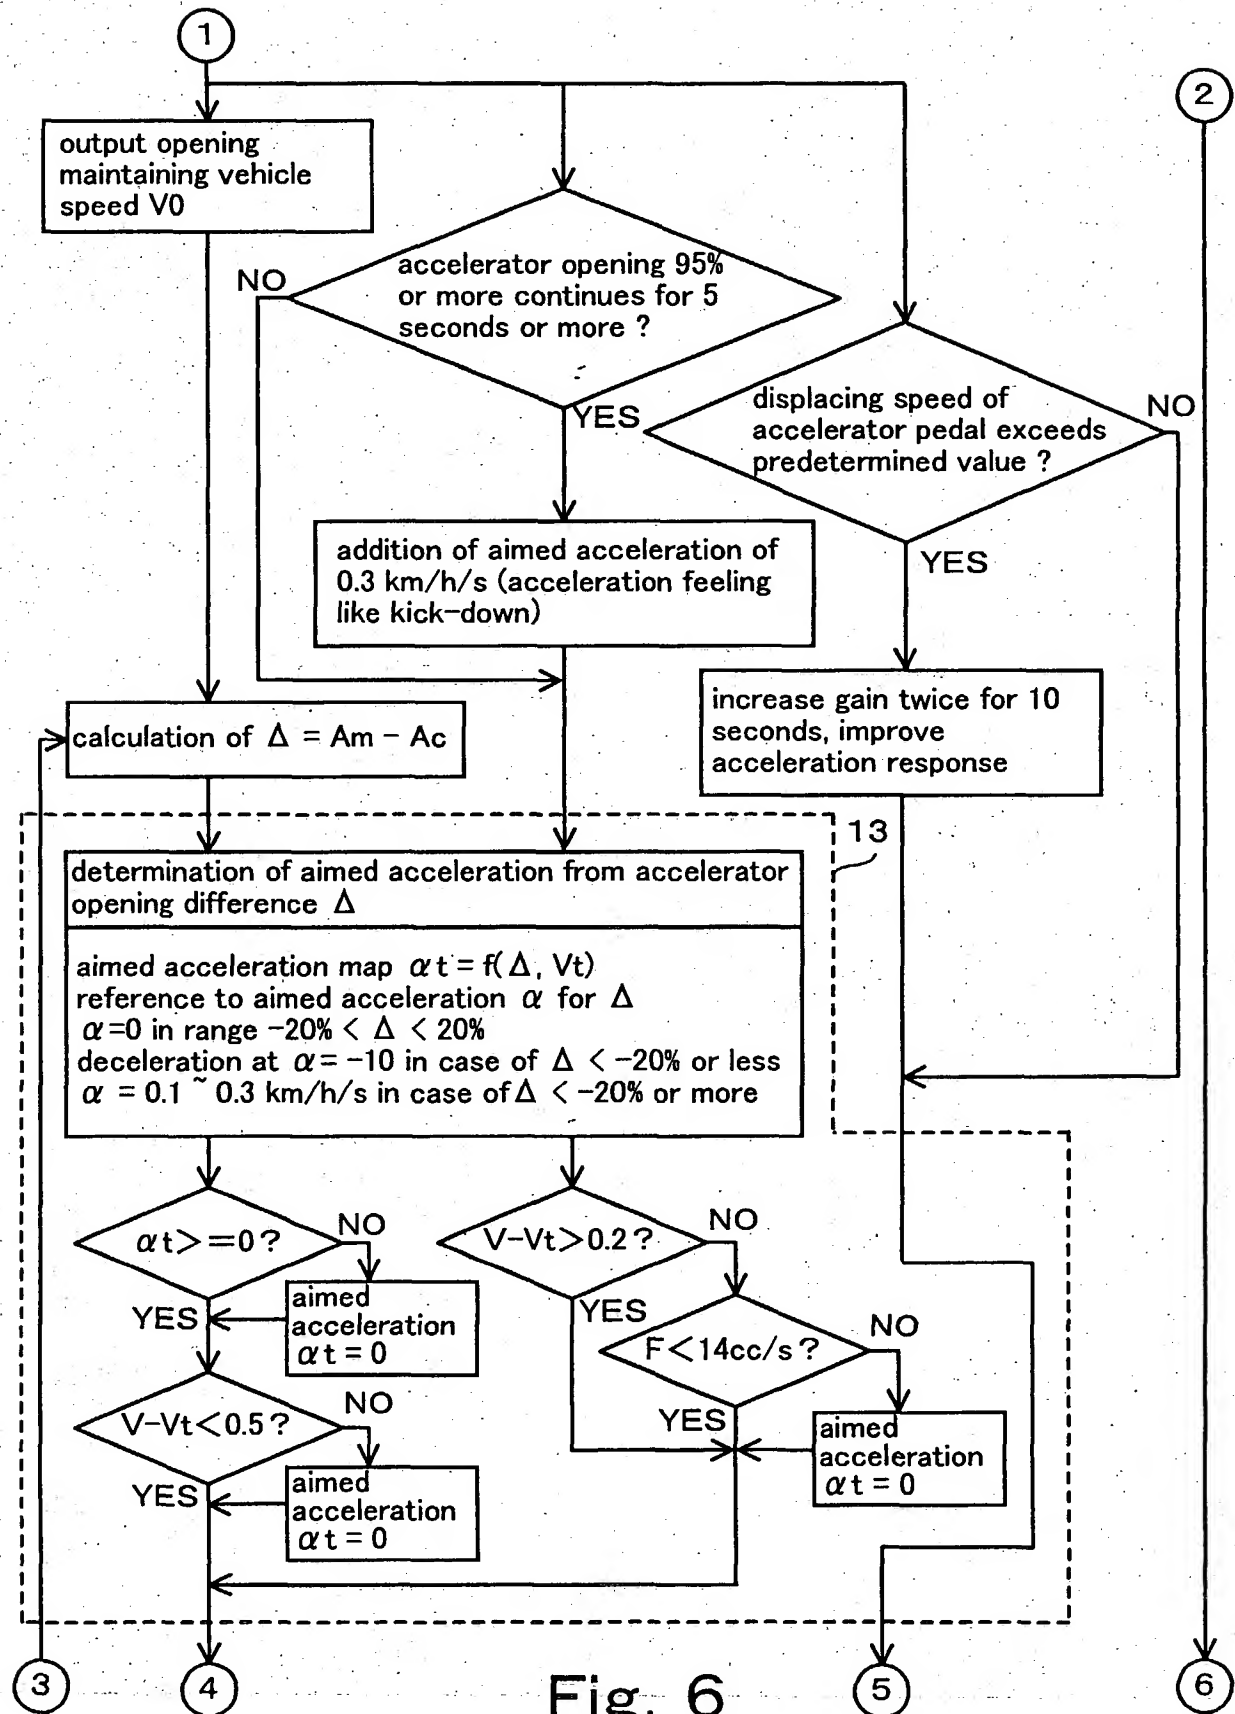 1
2
output opening
maintaining vehicle
speed V0
accelerator opening 95%
or more continues for 5
seconds or more ?
NO
YES
displacing speed of
accelerator pedal exceeds
predetermined value ?
NO
YES
addition of aimed acceleration of
0.3 km/h/s (acceleration feeling
like kick-down)
increase gain twice for 10
seconds, improve
acceleration response
calculation of Δ = Am - Ac
13
determination of aimed acceleration from accelerator
opening difference Δ
aimed acceleration map αt = f(Δ, Vt)
reference to aimed acceleration α for Δ
α=0 in range -20% < Δ < 20%
deceleration at α= -10 in case of Δ < -20% or less
α = 0.1 ~ 0.3 km/h/s in case of Δ < -20% or more
αt>=0?
NO
YES
aimed
acceleration
αt = 0
V-Vt>0.2?
NO
YES
F<14cc/s?
NO
YES
aimed
acceleration
αt = 0
V-Vt<0.5?
NO
YES
aimed
acceleration
αt = 0
3
4
5
6
Fig. 6